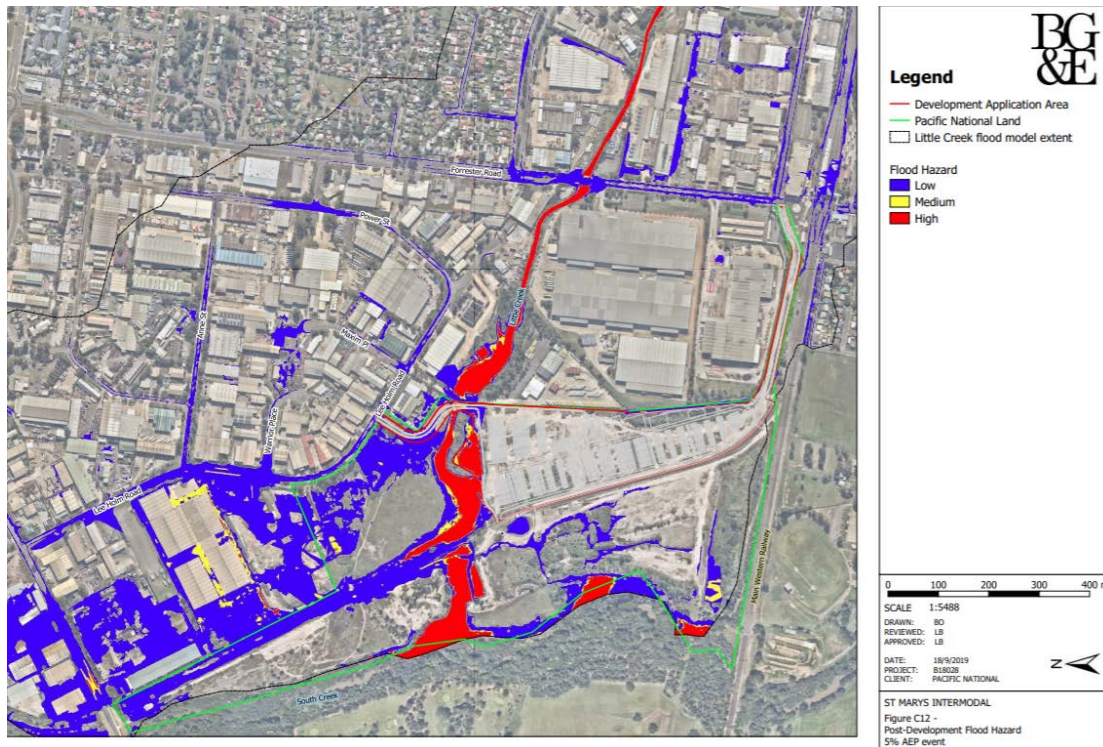 Forrester Road
Power St
Little Creek
Anne St
Maxim Pl
Lee Holm Road
Warrior Place
Lee Holm Road
Main Western Railway
South Creek
BG
&E
Legend
Development Application Area
Pacific National Land
Little Creek flood model extent
Flood Hazard
Low
Medium
High
0 100 200 300 400 m
SCALE 1:5488
DRAWN: BO
REVIEWED: LB
APPROVED: LB
DATE: 18/9/2019
PROJECT: B18028
CLIENT: PACIFIC NATIONAL
Z
ST MARYS INTERMODAL
Figure C12 -
Post-Development Flood Hazard
5% AEP event